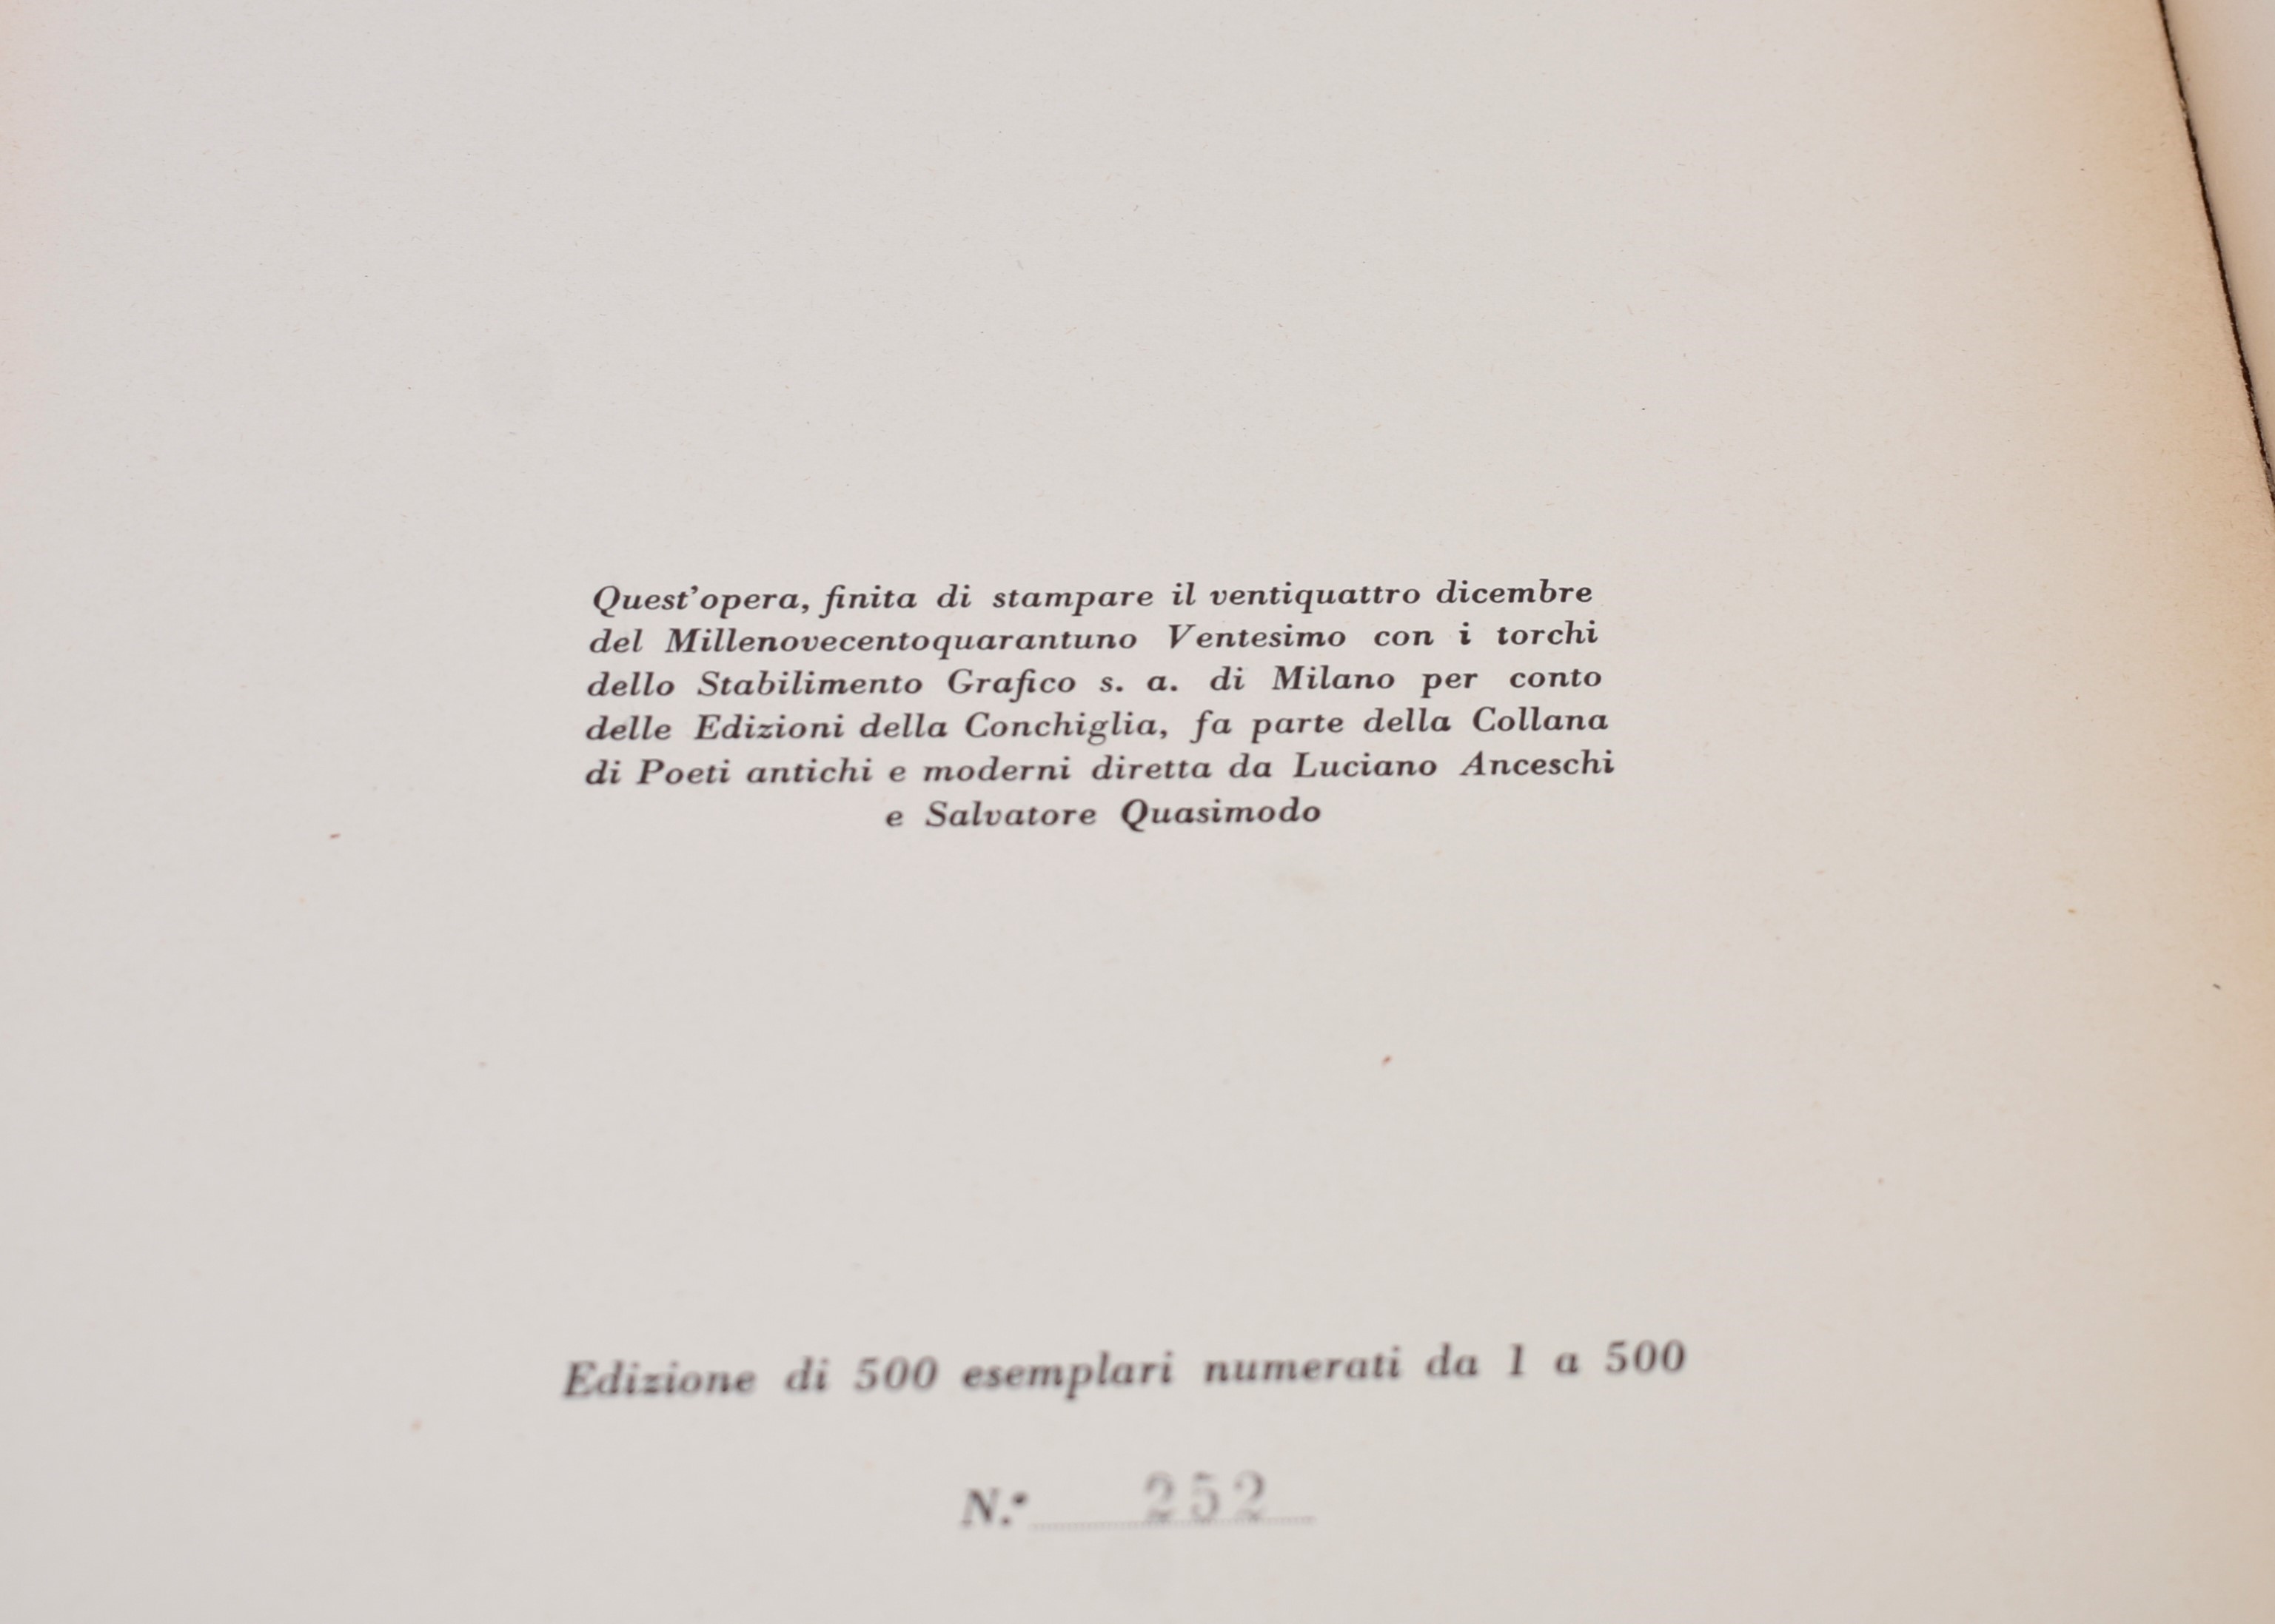 Quest'opera, finita di stampare il ventiquattro dicembre
del Millenovecentoquarantuno Ventesimo con i torchi
dello Stabilimento Grafico s. a. di Milano per conto
delle Edizioni della Conchiglia, fa parte della Collana
di Poeti antichi e moderni diretta da Luciano Anceschi
e Salvatore Quasimodo
Edizione di 500 esemplari numerati da 1 a 500
N.° 252